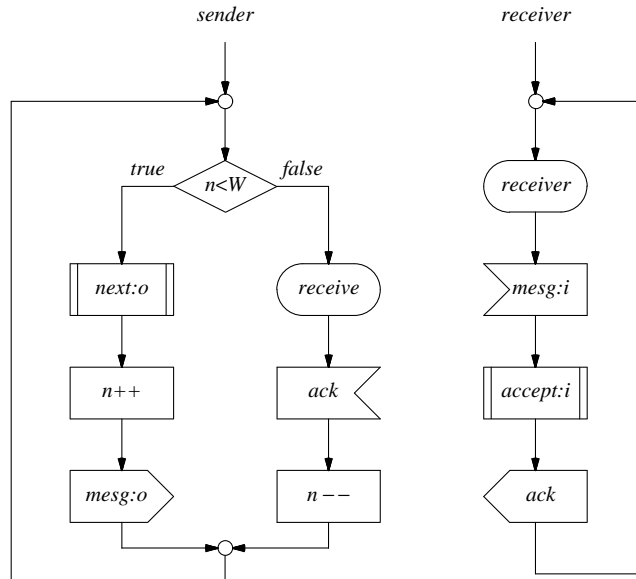 sender
receiver
true
false
n<W
receiver
next:o
receive
mesg:i
n++
ack
accept:i
mesg:o
n − −
ack